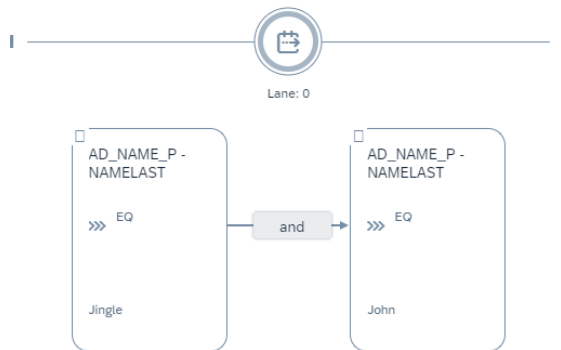 Lane: 0
AD_NAME_P -
NAMELAST
EQ
Jingle
and
AD_NAME_P -
NAMELAST
EQ
John